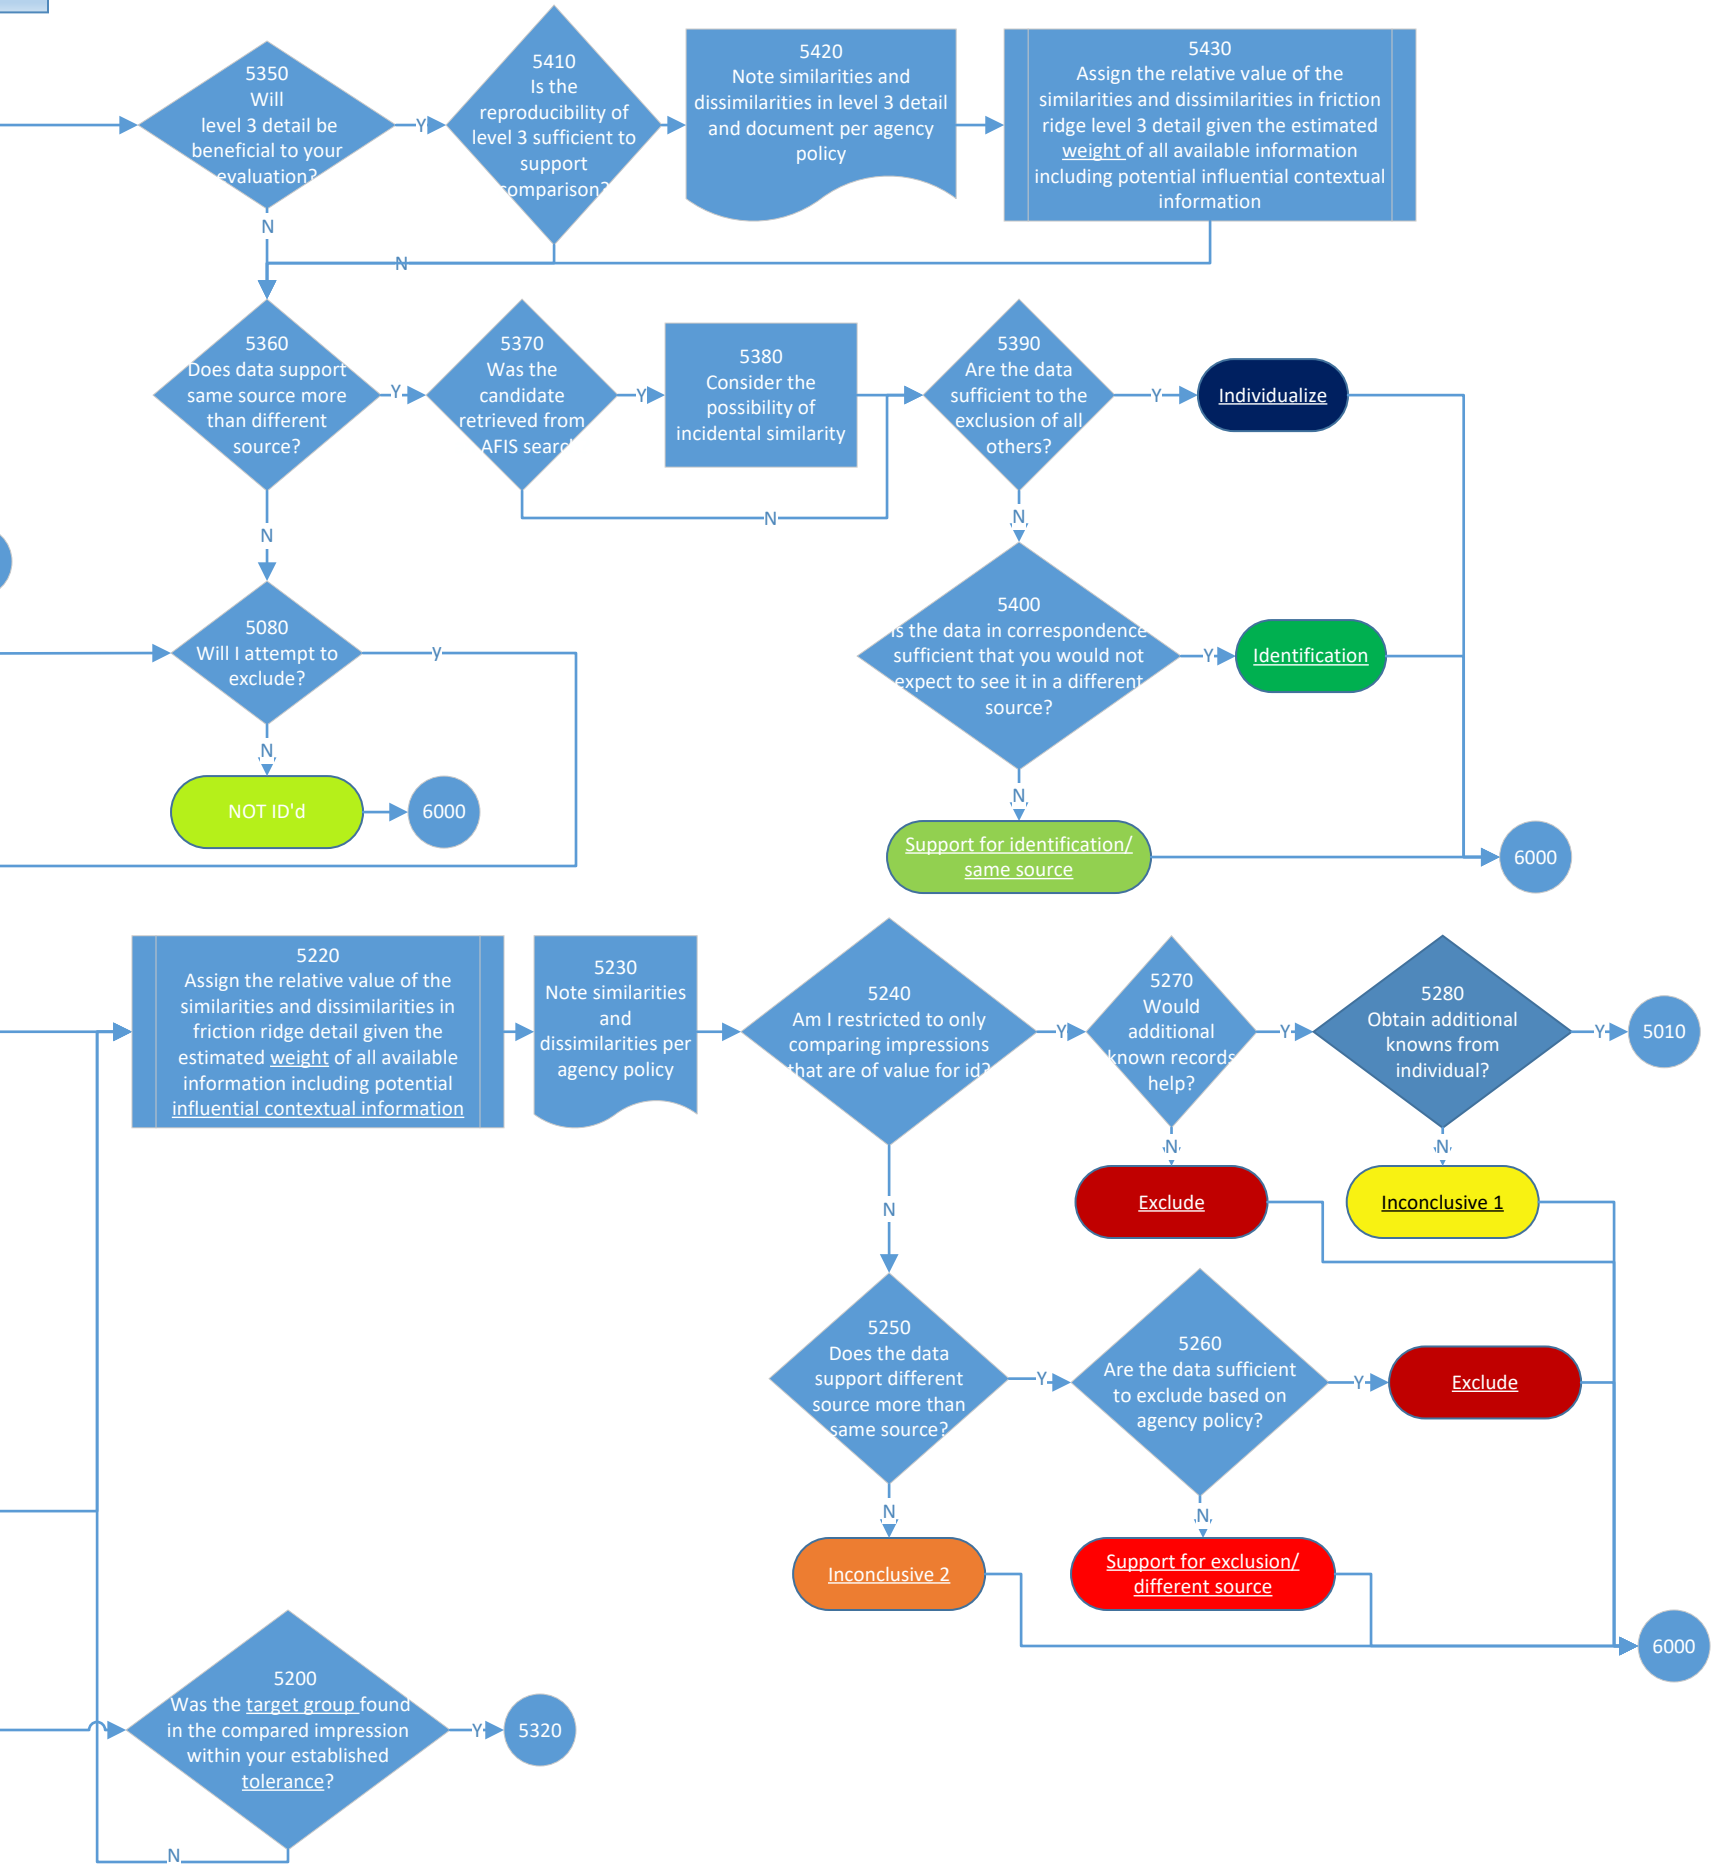 5350
Will
level 3 detail be
beneficial to your
evaluation?
Y
N
5410
Is the
reproducibility of
level 3 sufficient to
support
comparison?
N
5420
Note similarities and
dissimilarities in level 3 detail
and document per agency
policy
5430
Assign the relative value of the
similarities and dissimilarities in friction
ridge level 3 detail given the estimated
weight of all available information
including potential influential contextual
information
5360
Does data support
same source more
than different
source?
Y
N
5370
Was the
candidate
retrieved from
AFIS searc
Y
N
5380
Consider the
possibility of
incidental similarity
5390
Are the data
sufficient to the
exclusion of all
others?
Y
N
Individualize
5400
Is the data in correspondence
sufficient that you would not
expect to see it in a different
source?
Y
N
Identification
Support for identification/
same source
6000
5080
Will I attempt to
exclude?
y
N
NOT ID'd
6000
5220
Assign the relative value of the
similarities and dissimilarities in
friction ridge detail given the
estimated weight of all available
information including potential
influential contextual information
5230
Note similarities
and
dissimilarities per
agency policy
5240
Am I restricted to only
comparing impressions
that are of value for id?
Y
N
5270
Would
additional
known records
help?
Y
N
5280
Obtain additional
knowns from
individual?
Y
N
5010
Exclude
Inconclusive 1
5250
Does the data
support different
source more than
same source?
Y
N
5260
Are the data sufficient
to exclude based on
agency policy?
Y
N
Exclude
Inconclusive 2
Support for exclusion/
different source
6000
5200
Was the target group found
in the compared impression
within your established
tolerance?
Y
N
5320